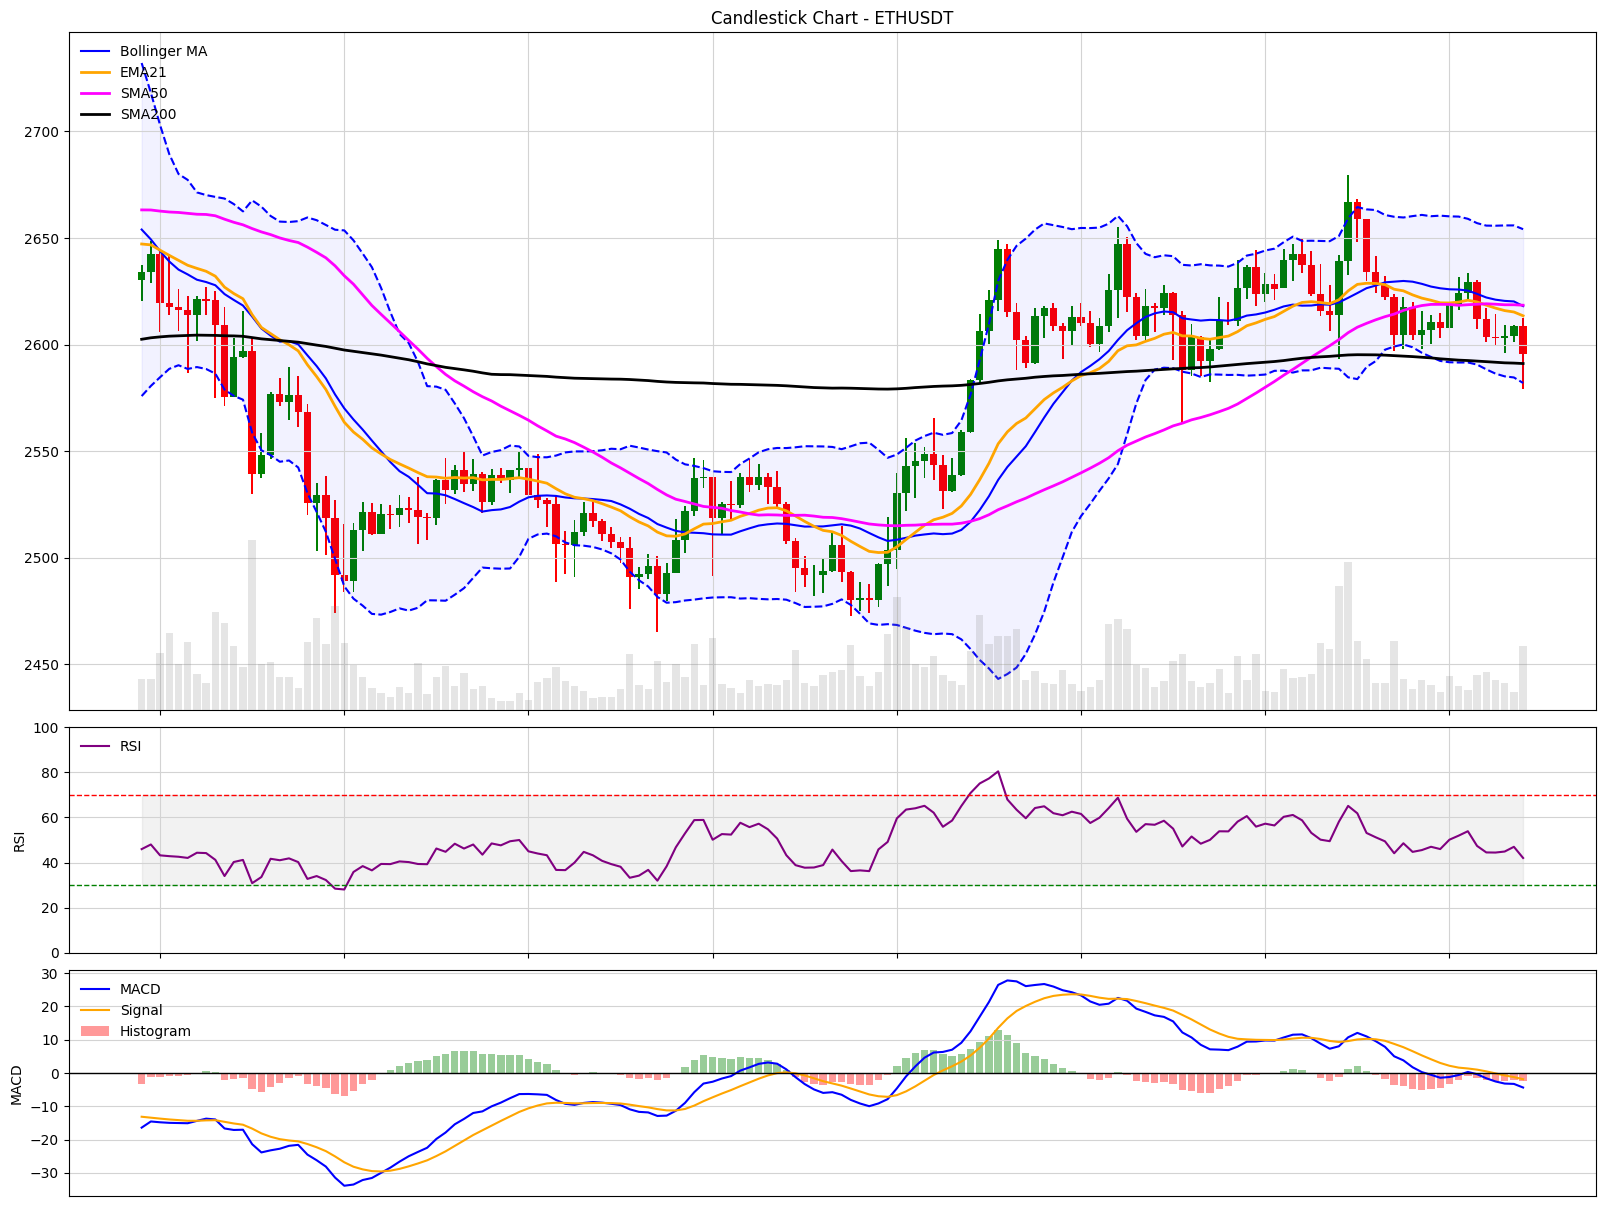 Candlestick Chart - ETHUSDT
Bollinger MA
EMA21
SMA50
SMA200
2700
2650
2600
2550
2500
2450
100
80
60
40
20
0
RSI
RSI
30
20
10
0
−10
−20
−30
MACD
MACD
Signal
Histogram